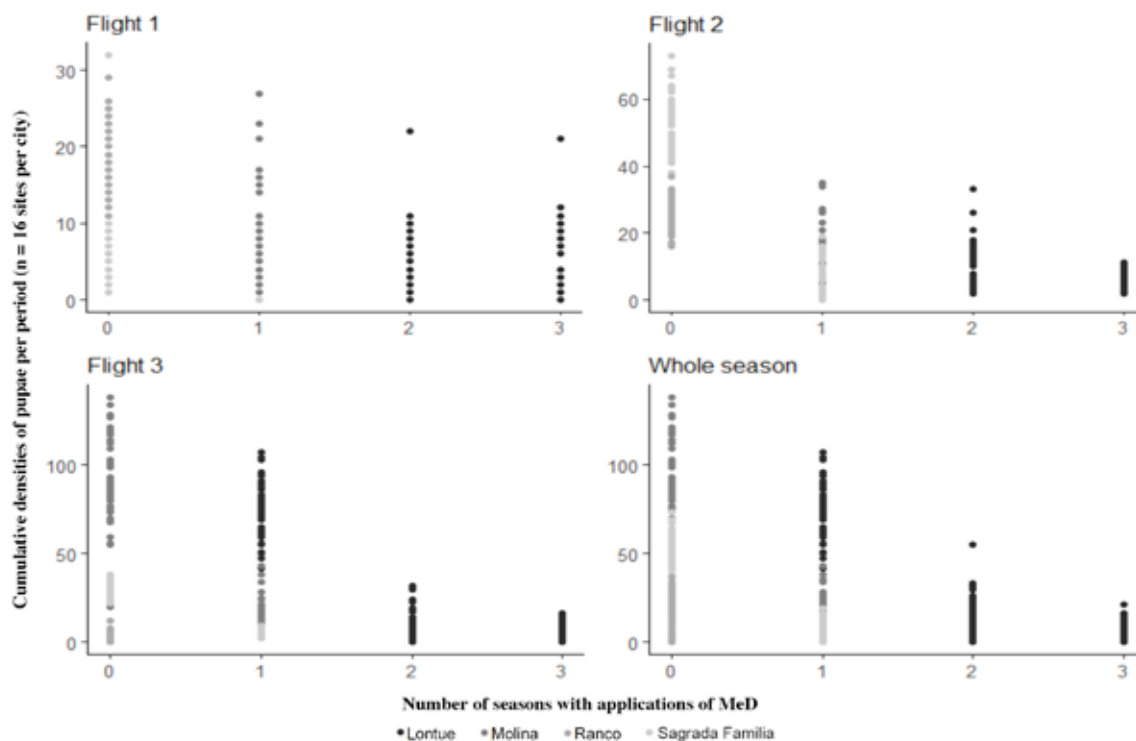 Flight 1
30
20
10
0
0 1 2 3
Flight 2
60
40
20
0
0 1 2 3
Cumulative densities of pupae per period (n = 16 sites per city)
Flight 3
100
50
0
0 1 2 3
Whole season
100
50
0
0 1 2 3
Number of seasons with applications of MeD
Lontue Molina Ranco Sagrada Familia